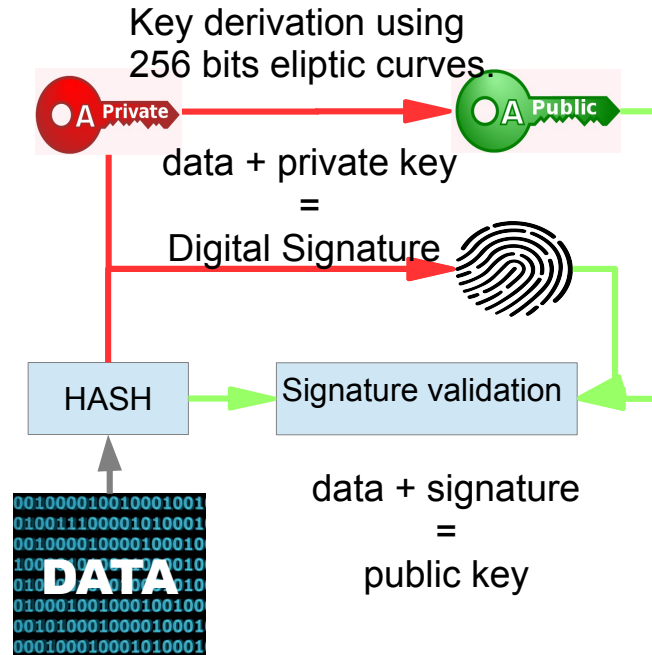 Key derivation using
256 bits eliptic curves.
A Private
A Public
data + private key
=
Digital Signature
HASH
Signature validation
data + signature
=
public key
DATA